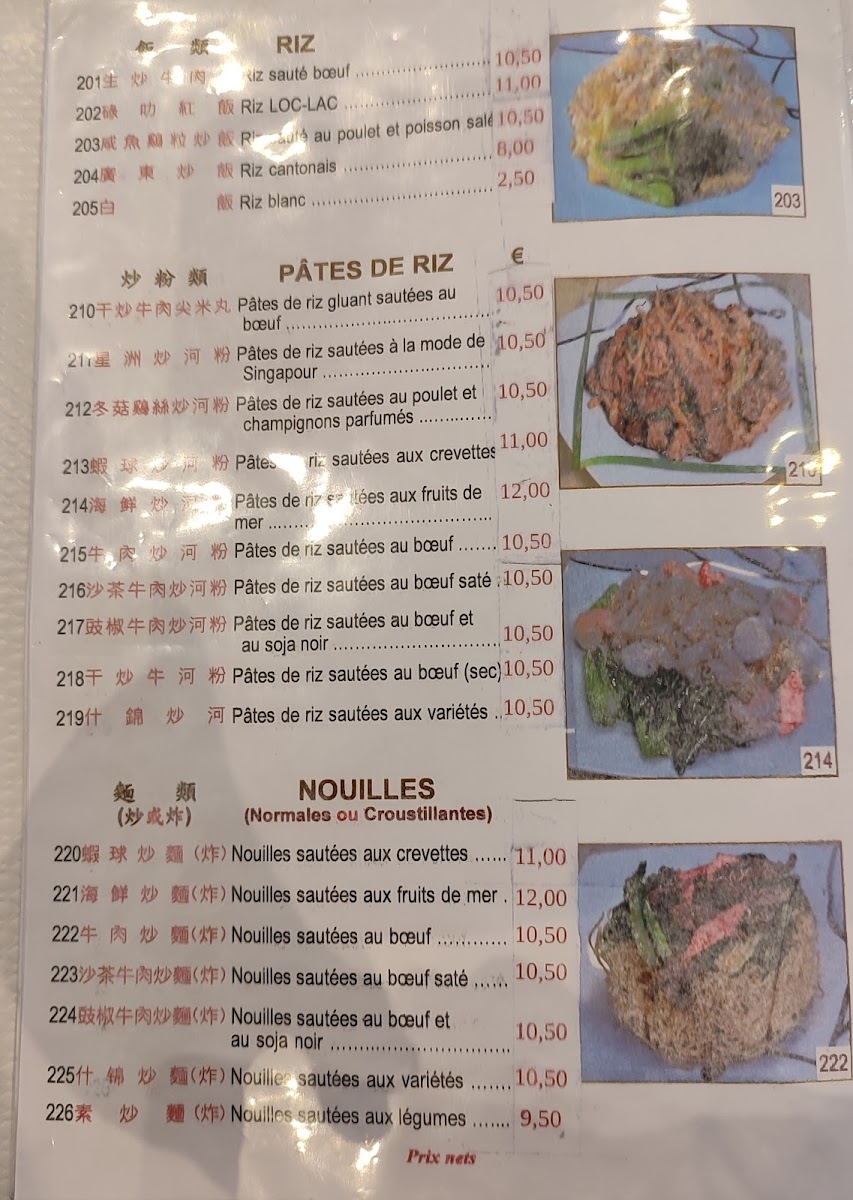 飯 類 RIZ
201生炒牛肉 Riz sauté bœuf 10,50
202碌叻紅飯 Riz LOC-LAC 11,00
203咸魚鷄粒炒飯 Riz sauté au poulet et poisson salé 10,50
204廣東炒飯 Riz cantonais 8,00
205白飯 Riz blanc 2,50
203
炒粉類 PÂTES DE RIZ €
210干炒牛肉尖米丸 Pâtes de riz gluant sautées au
bœuf 10,50
211星洲炒河粉 Pâtes de riz sautées à la mode de
Singapour 10,50
212冬菇鷄絲炒河粉 Pâtes de riz sautées au poulet et
champignons parfumés 10,50
213蝦球炒河粉 Pâtes riz sautées aux crevettes 11,00
214海鮮炒河 Pâtes de riz sautées aux fruits de
mer 12,00
215牛肉炒河粉 Pâtes de riz sautées au bœuf 10,50
216沙茶牛肉炒河粉 Pâtes de riz sautées au bœuf saté 10,50
217豉椒牛肉炒河粉 Pâtes de riz sautées au bœuf et
au soja noir 10,50
218干炒牛河粉 Pâtes de riz sautées au bœuf (sec) 10,50
219什錦炒河 Pâtes de riz sautées aux variétés 10,50
214
麵 類 NOUILLES
(炒或炸) (Normales ou Croustillantes)
220蝦球炒麵(炸) Nouilles sautées aux crevettes 11,00
221海鮮炒麵(炸) Nouilles sautées aux fruits de mer 12,00
222牛肉炒麵(炸) Nouilles sautées au bœuf 10,50
223沙茶牛肉炒麵(炸) Nouilles sautées au bœuf saté 10,50
224豉椒牛肉炒麵(炸) Nouilles sautées au bœuf et
au soja noir 10,50
225什锦炒麵(炸) Nouilles sautées aux variétés 10,50
226素炒麵(炸) Nouilles sautées aux légumes 9,50
222
Prix nets